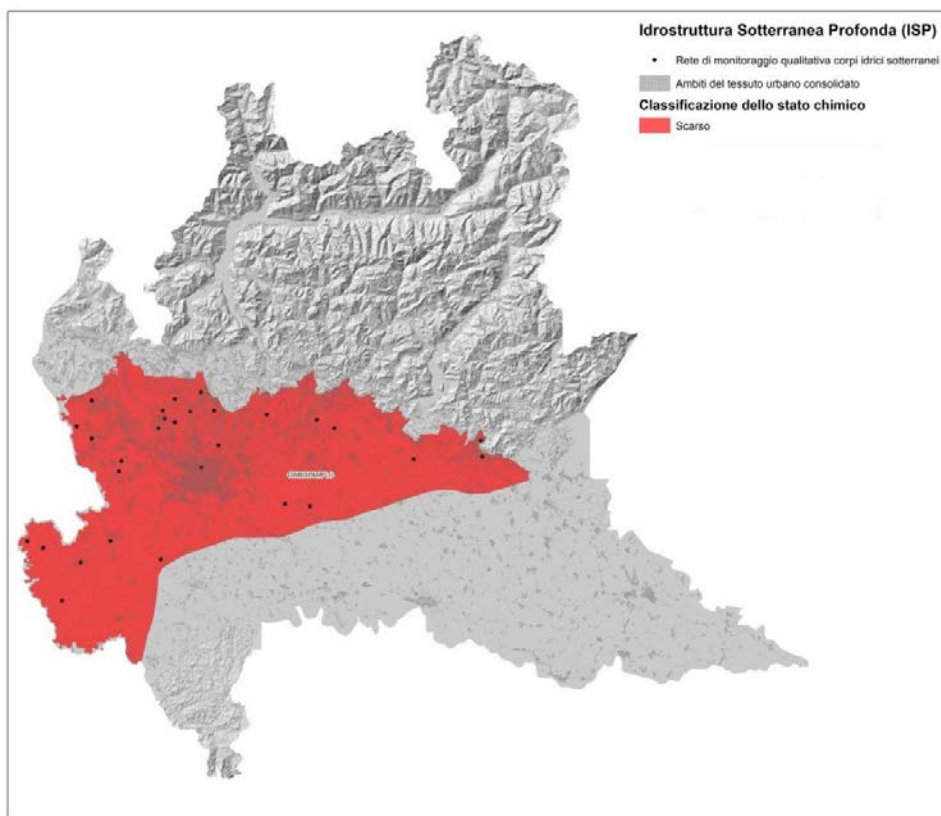 Idrostruttura Sotterranea Profonda (ISP)
Rete di monitoraggio qualitativa corpi idrici sotterranei
Ambiti del tessuto urbano consolidato
Classificazione dello stato chimico
Scarso